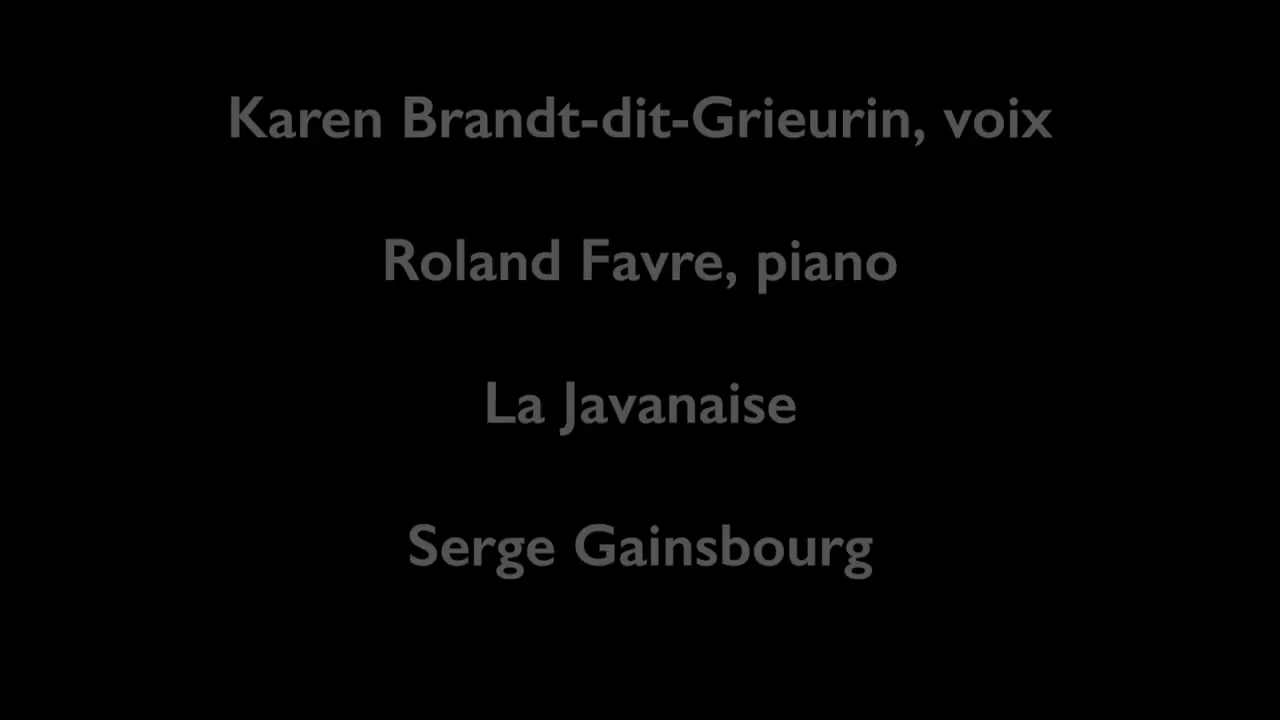 Karen Brandt-dit-Grieurin, voix
Roland Favre, piano
La Javanaise
Serge Gainsbourg